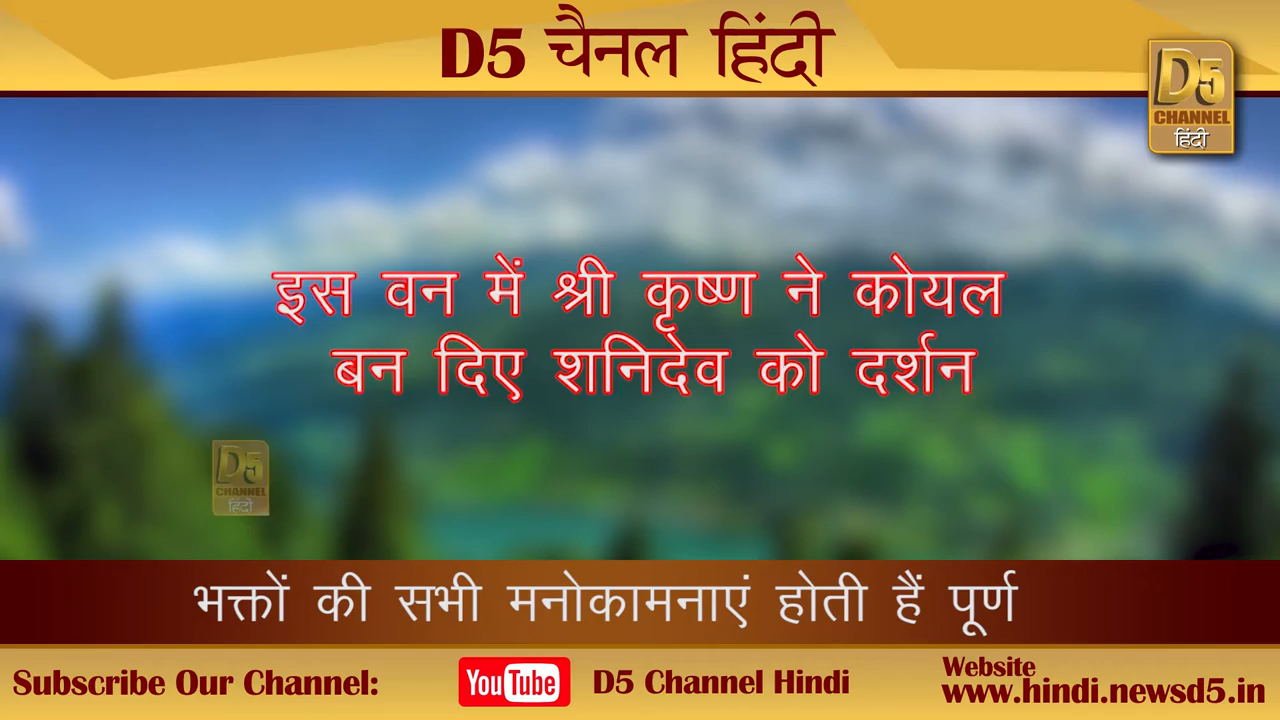 D5 चैनल हिंदी
D5
CHANNEL
हिंदी
इस वन में श्री कृष्ण ने कोयल
बन दिए शनिदेव को दर्शन
D5
CHANNEL
हिंदी
भक्तों की सभी मनोकामनाएं होती हैं पूर्ण
Subscribe Our Channel:
YouTube
D5 Channel Hindi
Website
www.hindi.newsd5.in